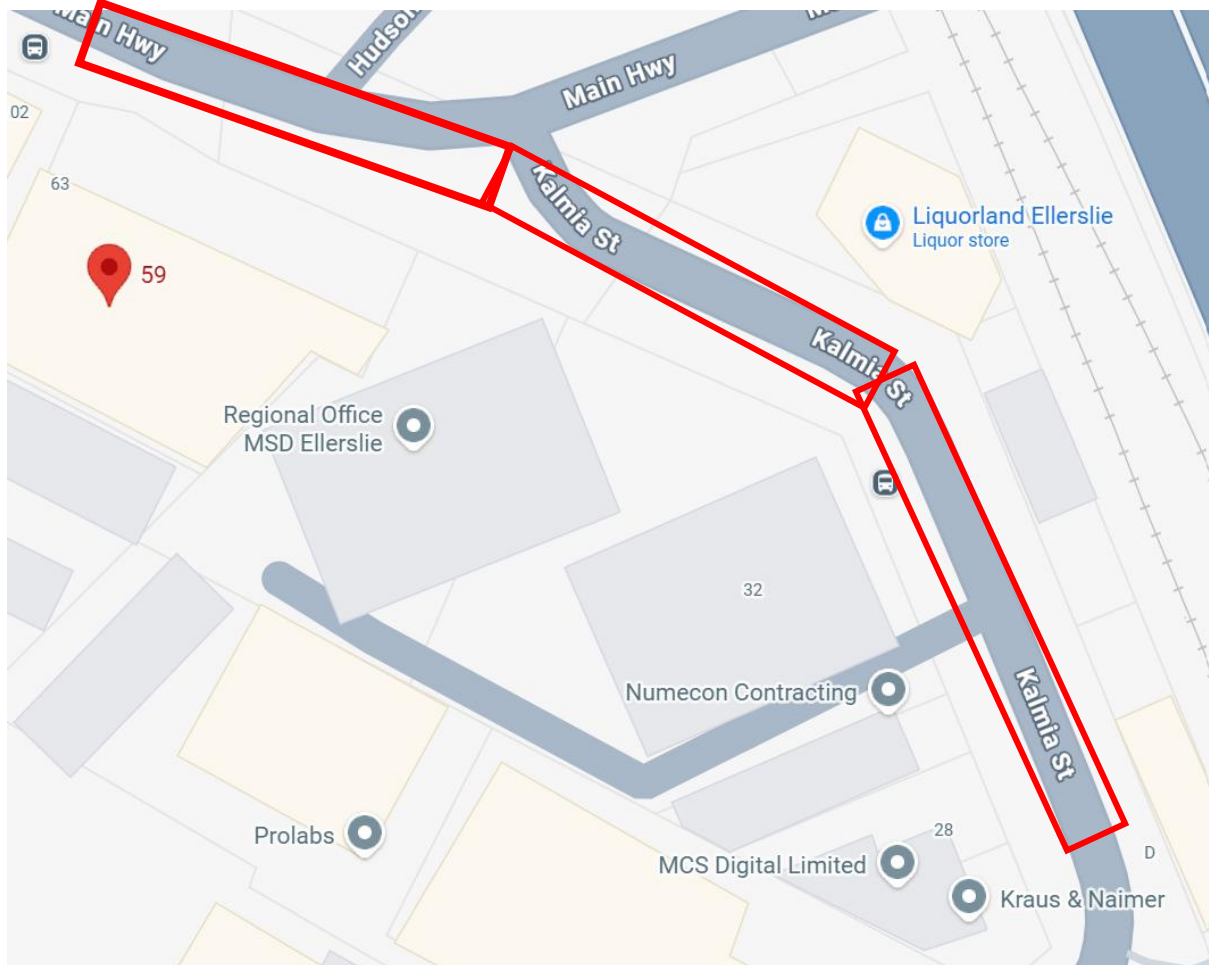 Main Hwy
Hudson
Main Hwy
02
63
Kalmia St
Liquorland Ellerslie
Liquor store
59
Kalmia St
Regional Office
MSD Ellerslie
32
Numecon Contracting
Kalmia St
Prolabs
28
MCS Digital Limited
D
Kraus & Naimer